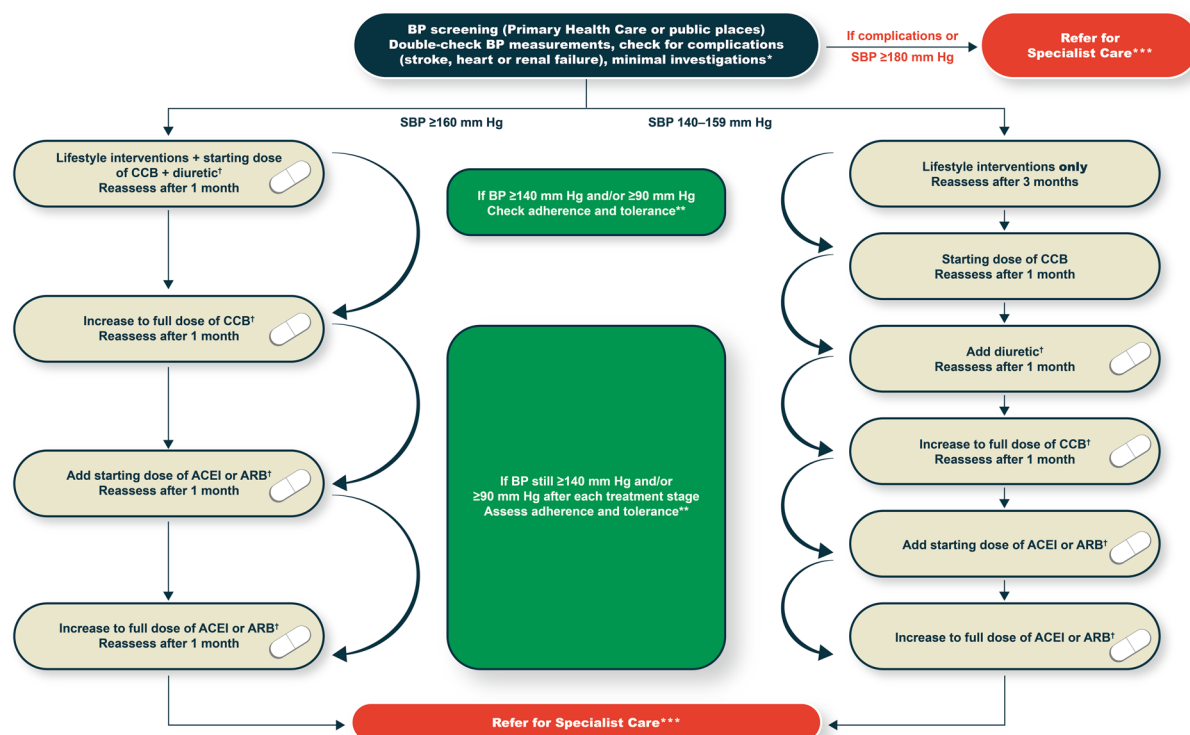 BP screening (Primary Health Care or public places)
Double-check BP measurements, check for complications
(stroke, heart or renal failure), minimal investigations*
If complications or
SBP ≥180 mm Hg
Refer for
Specialist Care***
SBP ≥160 mm Hg
SBP 140–159 mm Hg
Lifestyle interventions + starting dose
of CCB + diuretic†
Reassess after 1 month
If BP ≥140 mm Hg and/or ≥90 mm Hg
Check adherence and tolerance**
Lifestyle interventions only
Reassess after 3 months
Starting dose of CCB
Reassess after 1 month
Increase to full dose of CCB†
Reassess after 1 month
Add diuretic†
Reassess after 1 month
Increase to full dose of CCB†
Reassess after 1 month
Add starting dose of ACEI or ARB†
Reassess after 1 month
If BP still ≥140 mm Hg and/or
≥90 mm Hg after each treatment stage
Assess adherence and tolerance**
Add starting dose of ACEI or ARB†
Increase to full dose of ACEI or ARB†
Reassess after 1 month
Increase to full dose of ACEI or ARB†
Refer for Specialist Care***